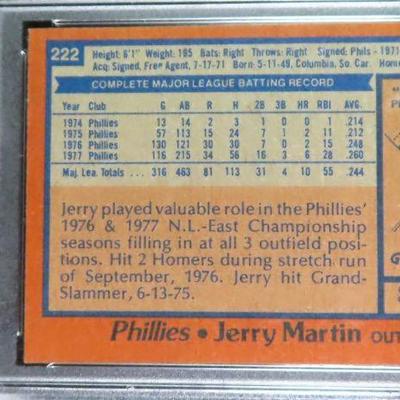 222 Height: 6'1" Weight: 195 Bats: Right Throws: Right Signed: Phils - 1971
Acq: Signed, Free Agent, 7-17-71 Born: 5-11-49, Columbia, So. Car. Home
COMPLETE MAJOR LEAGUE BATTING RECORD
Year Club G AB R H 2B 3B HR RBI AVG.
1974 Phillies 13 14 2 3 1 0 0 1 .214
1975 Phillies 57 113 15 24 7 1 2 11 .212
1976 Phillies 130 121 30 30 7 0 2 15 .248
1977 Phillies 116 215 34 56 16 3 6 28 .260
Maj. Lea. Totals 316 463 81 113 31 4 10 55 .244
Jerry played valuable role in the Phillies'
1976 & 1977 N.L.-East Championship
seasons filling in at all 3 outfield posi-
tions. Hit 2 Homers during stretch run
of September, 1976. Jerry hit Grand-
Slammer, 6-13-75.
Phillies • Jerry Martin OUT